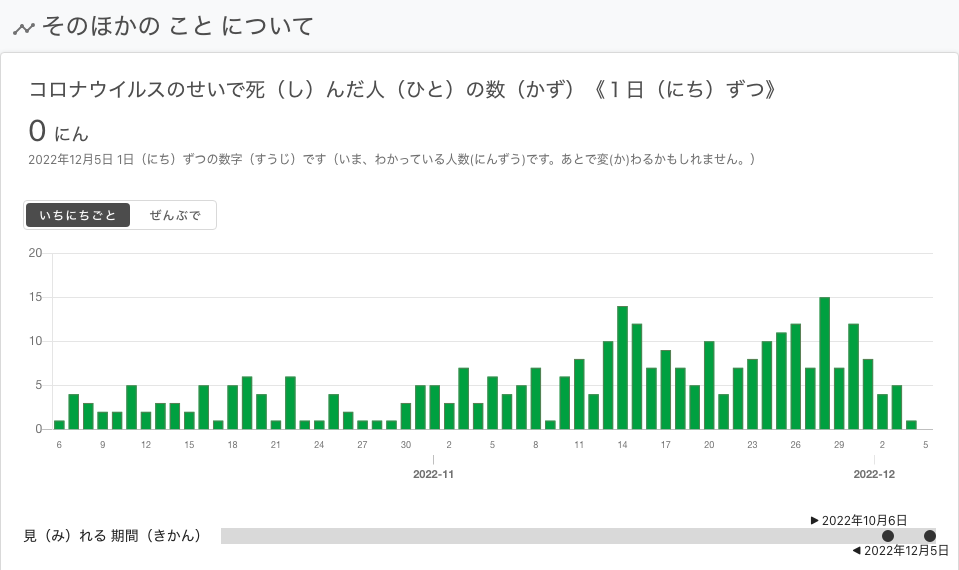 そのほかの こと について
コロナウイルスのせいで死（し）んだ人（ひと）の数（かず）《１日（にち）ずつ》
0 にん
2022年12月5日 1日（にち）ずつの数字（すうじ）です（いま、わかっている人数(にんずう)です。あとで変(か)わるかもしれません。）
いちにちごと ぜんぶで
20
15
10
5
0
6 9 12 15 18 21 24 27 30 2 5 8 11 14 17 20 23 26 29 2 5
2022-11 2022-12
▶ 2022年10月6日
見（み）れる 期間（きかん）
◀ 2022年12月5日